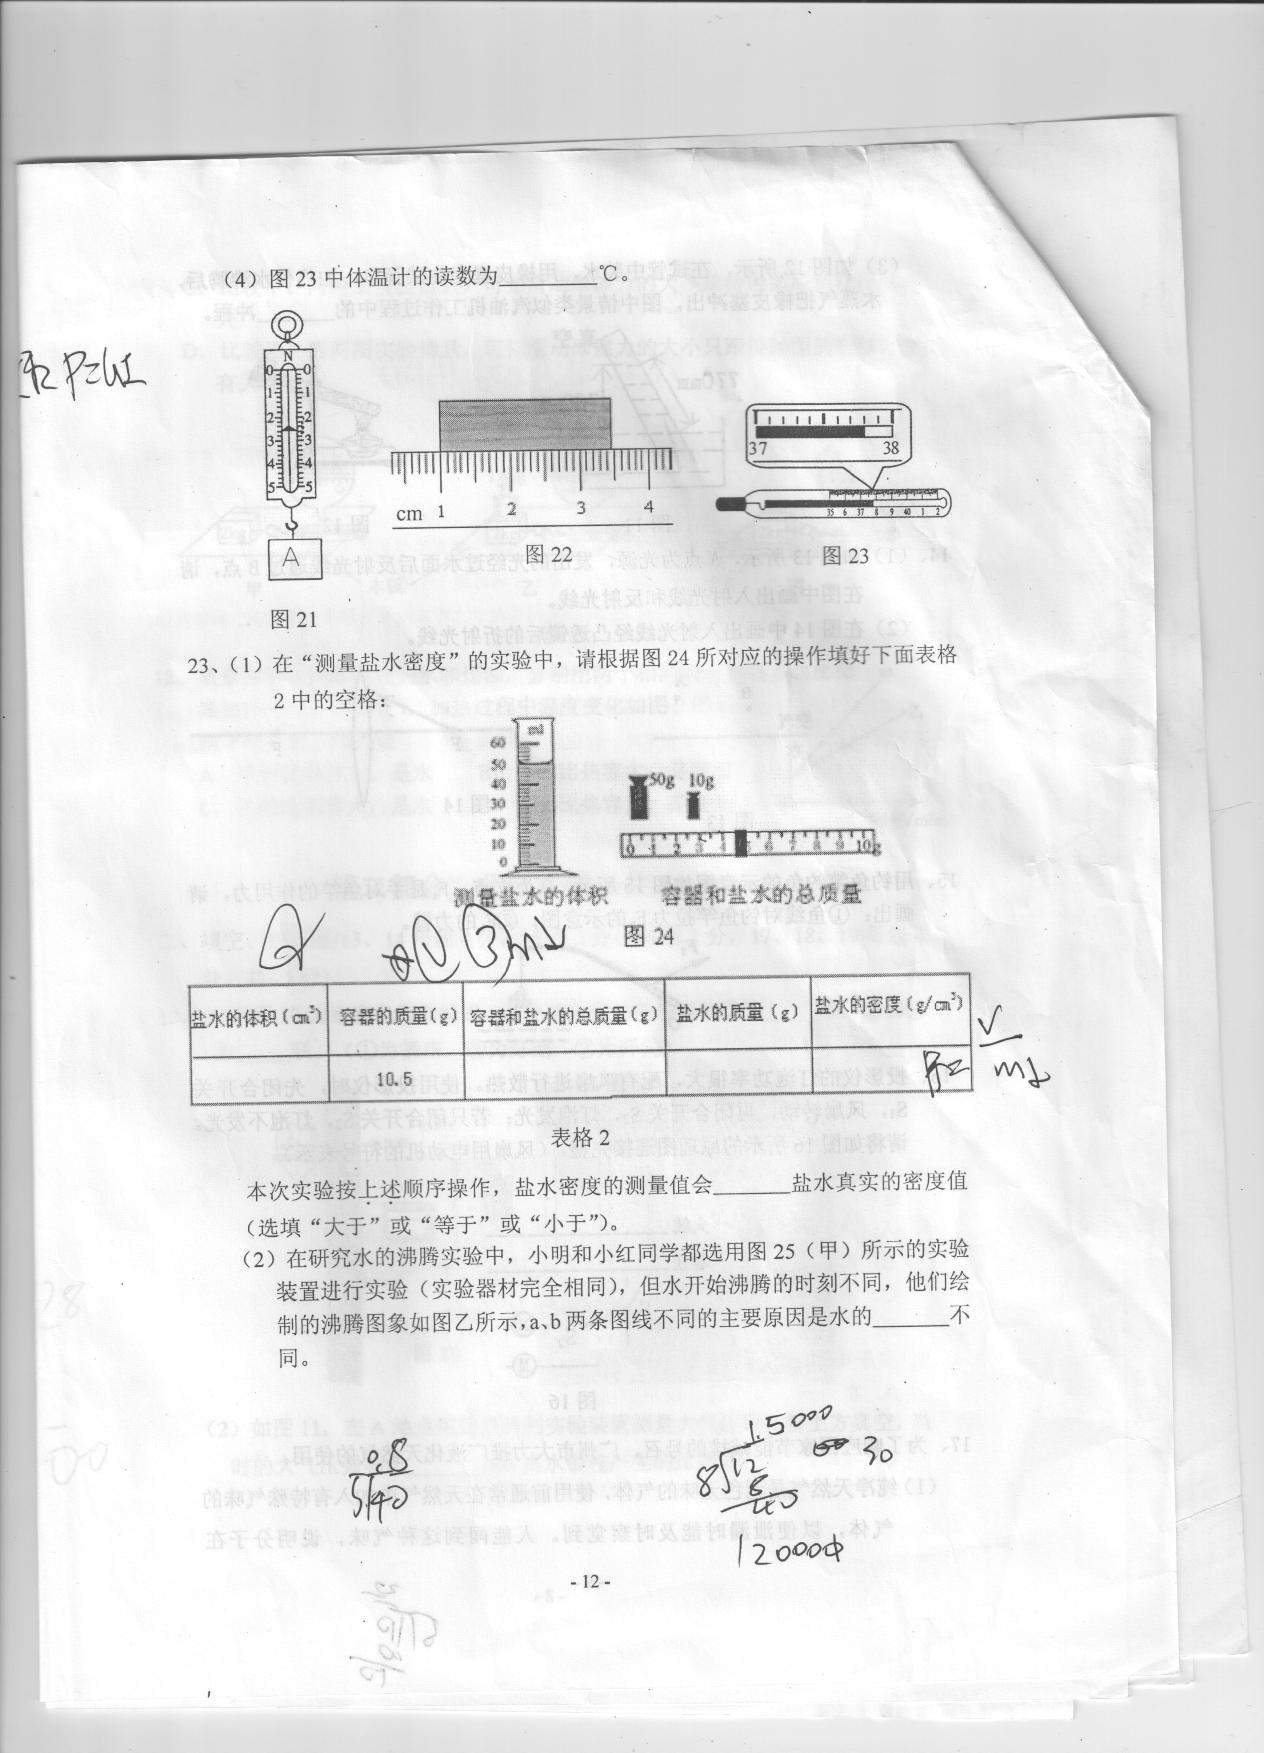 （4）图 23 中体温计的读数为________℃。
N
0 0
1 1
2 2
3 3
4 4
5 5
A
图 21
cm 1 2 3 4
图 22
37 38
35 6 37 8 9 40 1 2
图 23
23、（1）在“测量盐水密度”的实验中，请根据图 24 所对应的操作填好下面表格
2 中的空格：
ml
60
50
40
30
20
10
0
50g 10g
0 1 2 3 4 5 6 7 8 9 10g
测量盐水的体积 容器和盐水的总质量
图 24
盐水的体积(cm³) 容器的质量(g) 容器和盐水的总质量(g) 盐水的质量(g) 盐水的密度(g/cm³)
10.5
表格 2
本次实验按上述顺序操作，盐水密度的测量值会______盐水真实的密度值
（选填“大于”或“等于”或“小于”）。
（2）在研究水的沸腾实验中，小明和小红同学都选用图 25（甲）所示的实验
装置进行实验（实验器材完全相同），但水开始沸腾的时刻不同，他们绘
制的沸腾图象如图乙所示，a、b 两条图线不同的主要原因是水的______不
同。
0.8
5 40
1.5000
30
8 12
8
40
120000
- 12 -